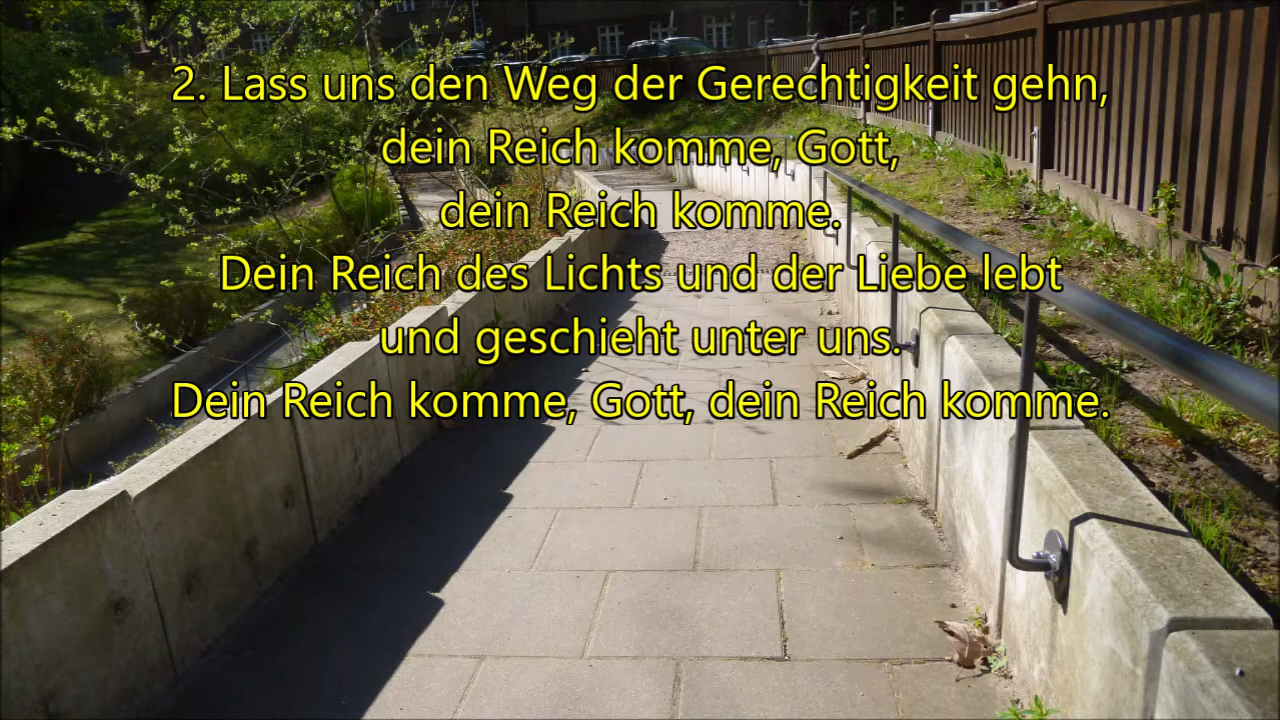 2. Lass uns den Weg der Gerechtigkeit gehn,
dein Reich komme, Gott,
dein Reich komme.
Dein Reich des Lichts und der Liebe lebt
und geschieht unter uns.
Dein Reich komme, Gott, dein Reich komme.